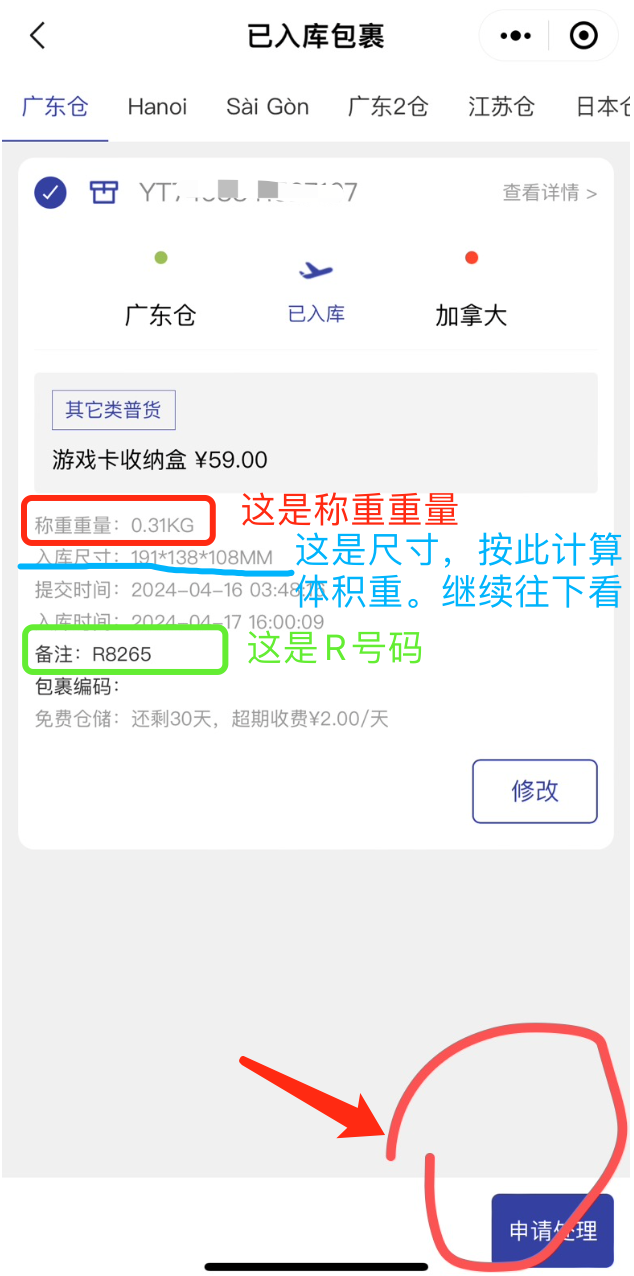 已入库包裹
广东仓 Hanoi Sài Gòn 广东2仓 江苏仓 日本仓
查看详情 >
广东仓 已入库 加拿大
其它类普货
游戏卡收纳盒 ¥59.00
称重重量：0.31KG 这是称重重量
入库尺寸：191*138*108MM 这是尺寸，按此计算
提交时间：2024-04-16 体积重。继续往下看
入库时间：2024-04-17 16:00:09
备注：R8265 这是R号码
包裹编码：
免费仓储：还剩30天，超期收费¥2.00/天
修改
申请处理